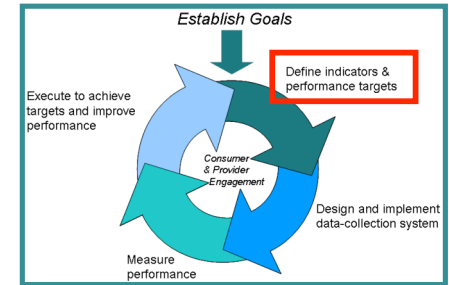 Establish Goals
Define indicators &
performance targets
Execute to achieve
targets and improve
performance
Consumer
& Provider
Engagement
Design and implement
data-collection system
Measure
performance